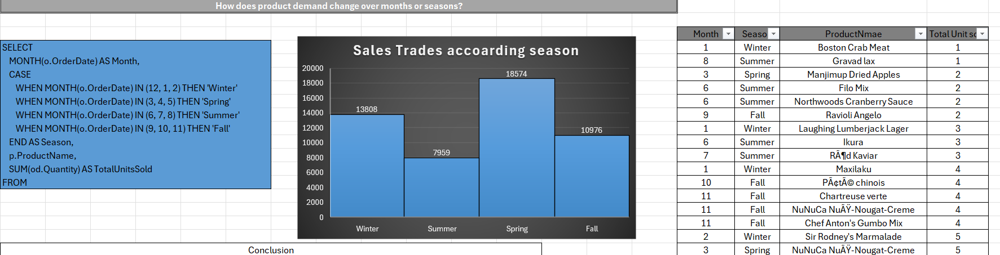 How does product demand change over months or seasons?
SELECT
MONTH(o.OrderDate) AS Month,
CASE
WHEN MONTH(o.OrderDate) IN (12, 1, 2) THEN 'Winter'
WHEN MONTH(o.OrderDate) IN (3, 4, 5) THEN 'Spring'
WHEN MONTH(o.OrderDate) IN (6, 7, 8) THEN 'Summer'
WHEN MONTH(o.OrderDate) IN (9, 10, 11) THEN 'Fall'
END AS Season,
p.ProductName,
SUM(od.Quantity) AS TotalUnitsSold
FROM
Sales Trades accoarding season
20000
18000
16000
14000
12000
10000
8000
6000
4000
2000
0
13808
7959
18574
10976
Winter Summer Spring Fall
Conclusion
Month Seaso ProductNmae Total Unit sc
1 Winter Boston Crab Meat 1
8 Summer Gravad lax 1
3 Spring Manjimup Dried Apples 2
6 Summer Filo Mix 2
6 Summer Northwoods Cranberry Sauce 2
9 Fall Ravioli Angelo 2
1 Winter Laughing Lumberjack Lager 3
6 Summer Ikura 3
7 Summer RÃ¶d Kaviar 3
1 Winter Maxilaku 4
10 Fall PÃ¢tÃ© chinois 4
11 Fall Chartreuse verte 4
11 Fall NuNuCa NuÃŸ-Nougat-Creme 4
11 Fall Chef Anton's Gumbo Mix 4
2 Winter Sir Rodney's Marmalade 5
3 Spring NuNuCa NuÃŸ-Nougat-Creme 5